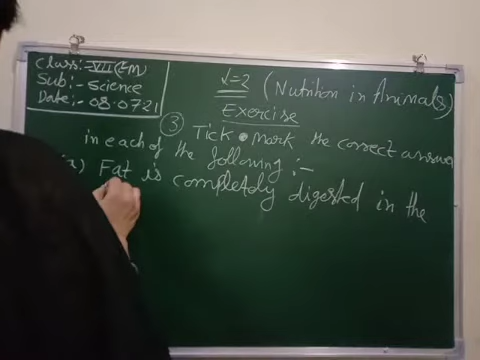 Class:-VII(EM)
Sub:- Science
Date:- 08.07.21
L=2 (Nutrition in Animals)
Exercise
③ Tick mark the correct answer
in each of the following :-
Fat is completely digested in the